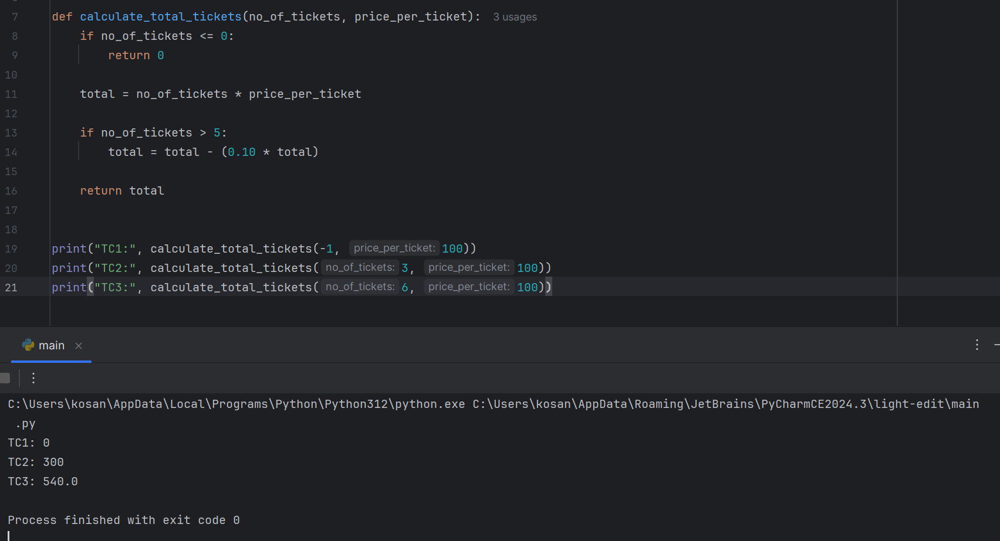 7 def calculate_total_tickets(no_of_tickets, price_per_ticket): 3 usages
8 if no_of_tickets <= 0:
9 return 0
10
11 total = no_of_tickets * price_per_ticket
12
13 if no_of_tickets > 5:
14 total = total - (0.10 * total)
15
16 return total
17
18
19 print("TC1:", calculate_total_tickets(-1, price_per_ticket: 100))
20 print("TC2:", calculate_total_tickets( no_of_tickets: 3, price_per_ticket: 100))
21 print("TC3:", calculate_total_tickets( no_of_tickets: 6, price_per_ticket: 100))
main
C:\Users\kosan\AppData\Local\Programs\Python\Python312\python.exe C:\Users\kosan\AppData\Roaming\JetBrains\PyCharmCE2024.3\light-edit\main
.py
TC1: 0
TC2: 300
TC3: 540.0
Process finished with exit code 0